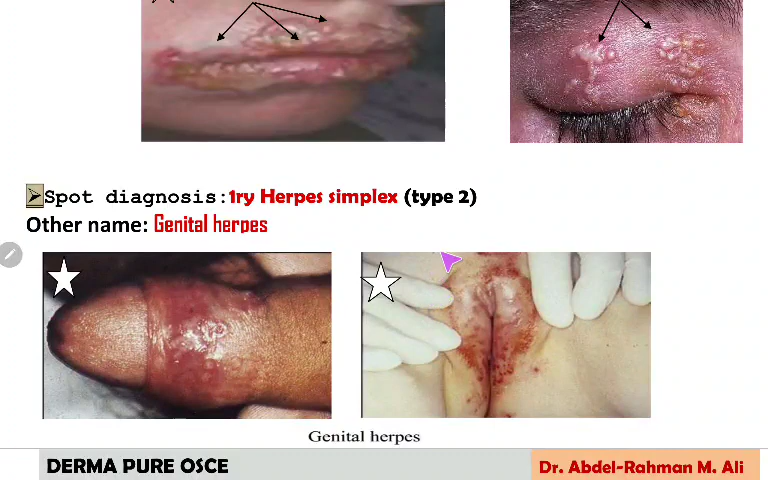 Spot diagnosis:1ry Herpes simplex (type 2)
Other name: Genital herpes
Genital herpes
DERMA PURE OSCE
Dr. Abdel-Rahman M. Ali